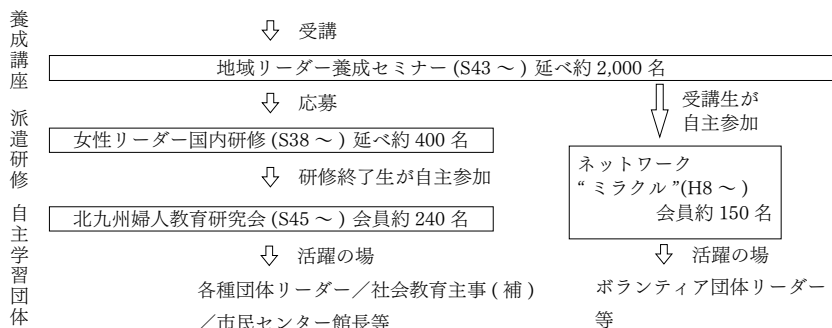 養成講座
派遣研修
自主学習団体
受講
地域リーダー養成セミナー (S43 ～ ) 延べ約 2,000 名
応募
受講生が
自主参加
女性リーダー国内研修 (S38 ～ ) 延べ約 400 名
研修終了生が自主参加
ネットワーク
“ ミラクル ”(H8 ～ )
会員約 150 名
北九州婦人教育研究会 (S45 ～ ) 会員約 240 名
活躍の場
活躍の場
各種団体リーダー／社会教育主事 ( 補 )
／市民センター館長等
ボランティア団体リーダー
等